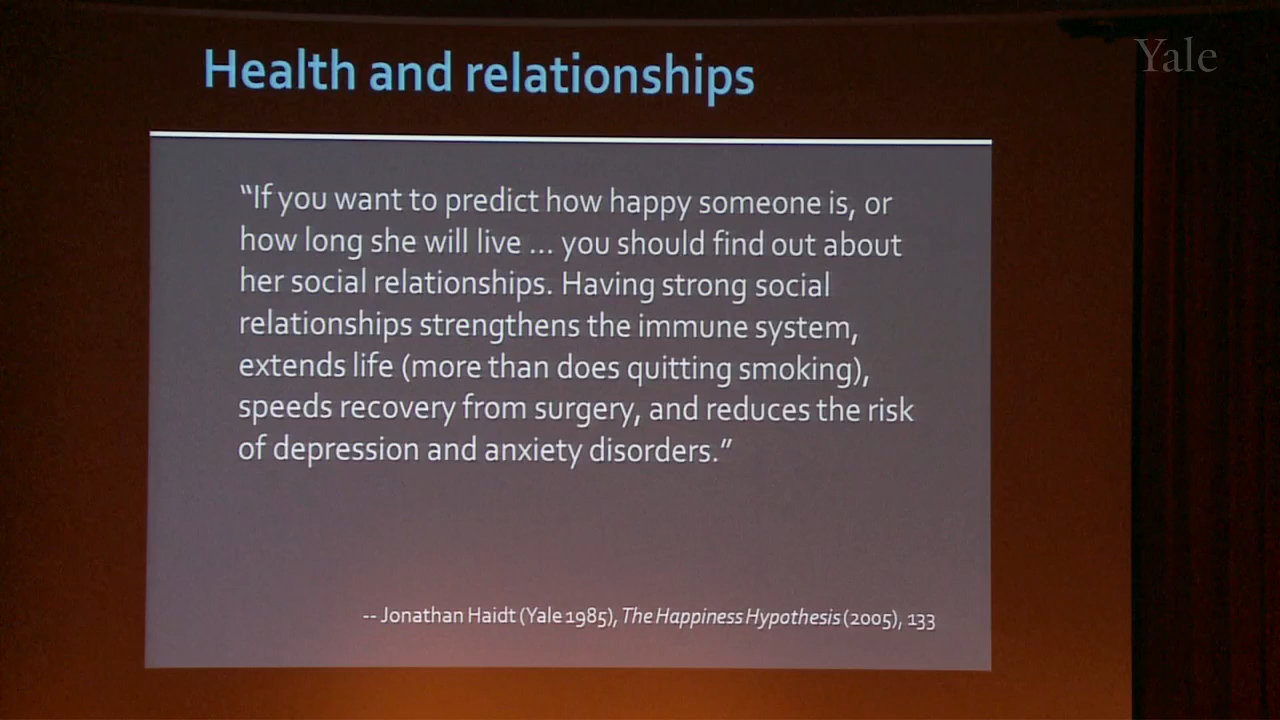 Health and relationships
Yale
“If you want to predict how happy someone is, or
how long she will live ... you should find out about
her social relationships. Having strong social
relationships strengthens the immune system,
extends life (more than does quitting smoking),
speeds recovery from surgery, and reduces the risk
of depression and anxiety disorders.”
-- Jonathan Haidt (Yale 1985), The Happiness Hypothesis (2005), 133